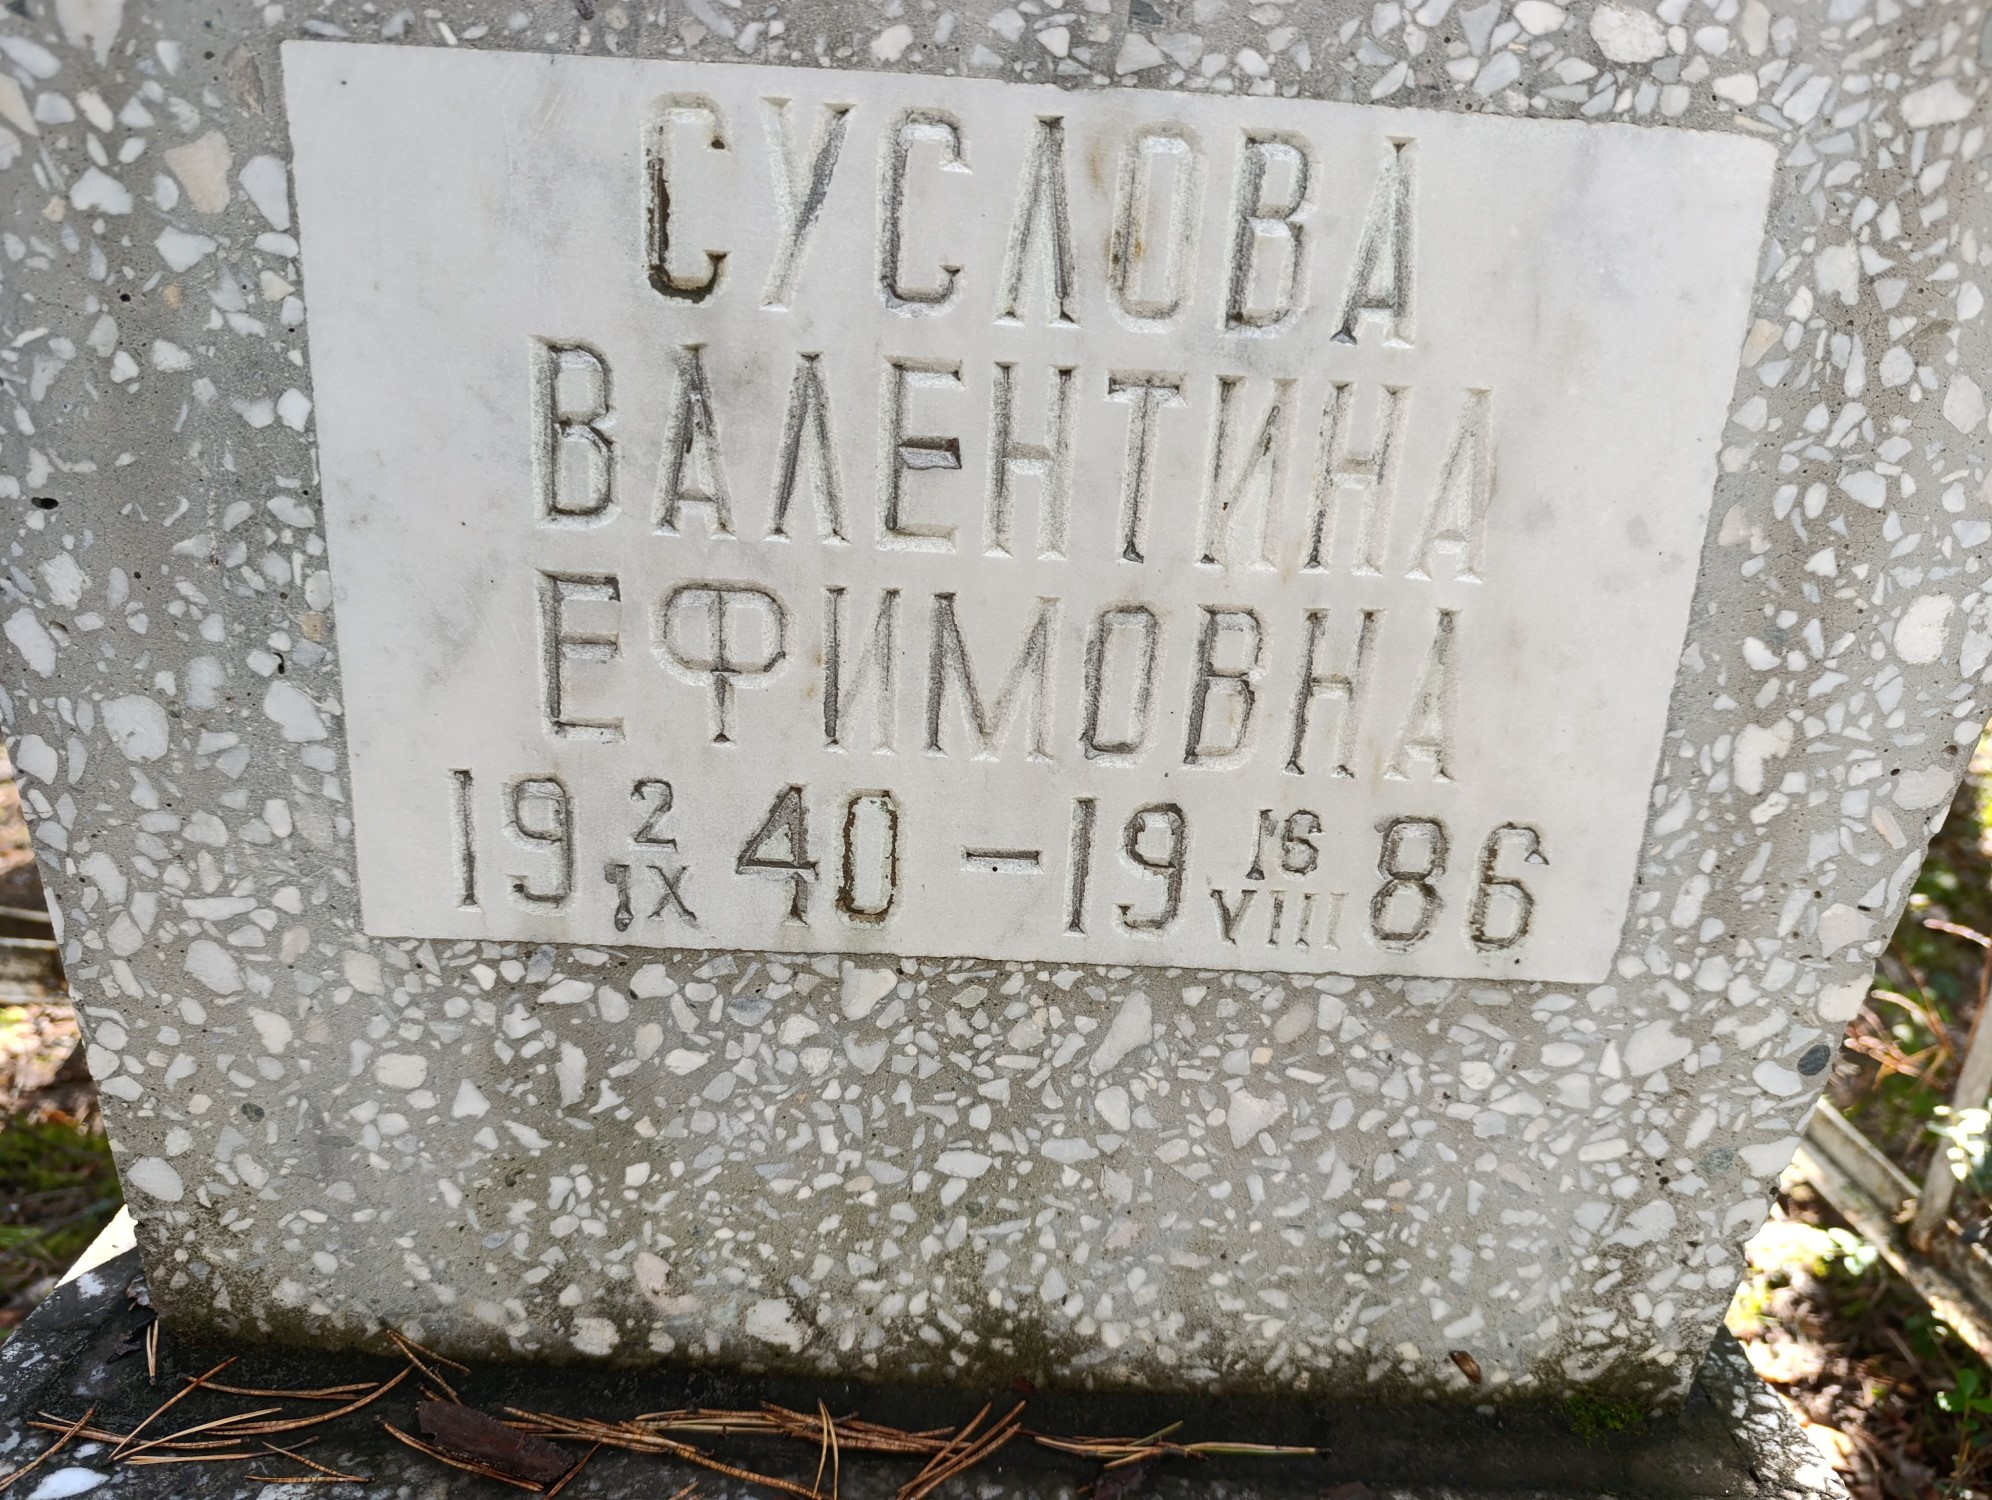 СУСЛОВА
ВАЛЕНТИНА
ЕФИМОВНА
19 2/IX 40 – 19 16/VIII 86